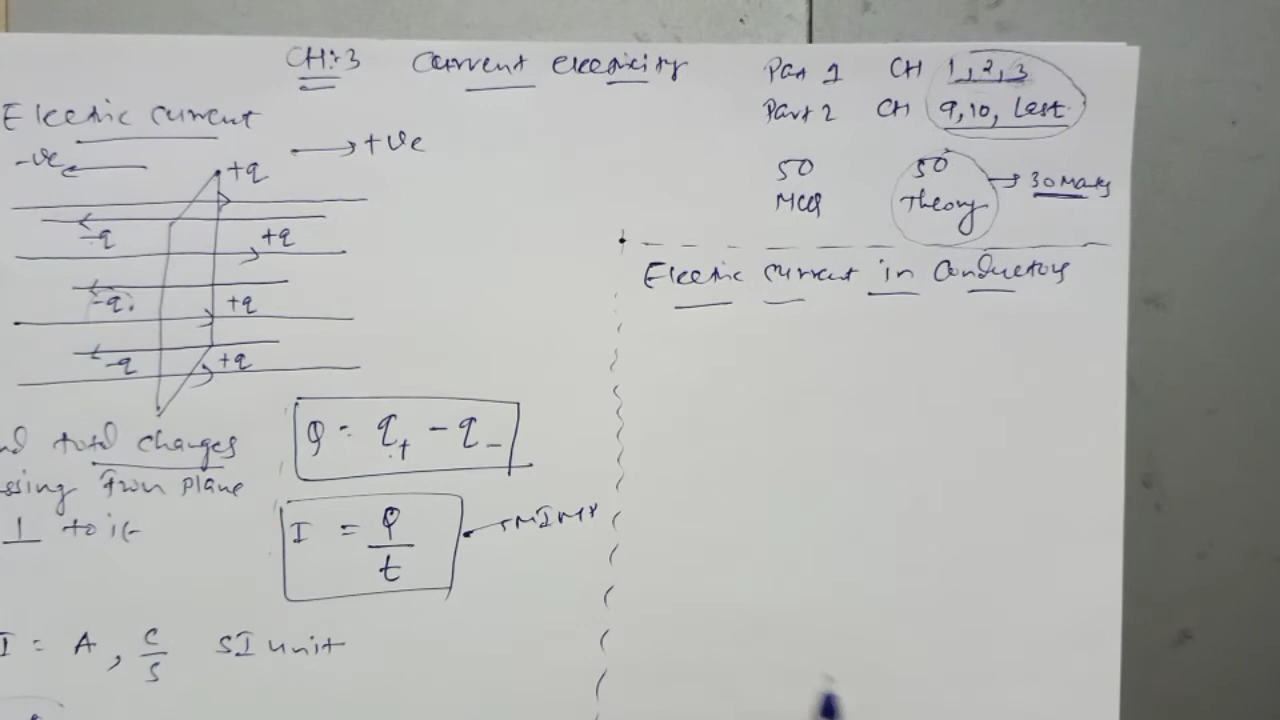 CH:3 Current electricity
Part 1 CH 1,2,3
Part 2 CH 9,10, Last
50 50
MCQ Theory → 30 Marks
Electric current
-ve +ve
+q
-q +q
-q +q
-q +q
total charges
from plane
⊥ to it
Q = q+ - q-
I = Q/t
I = A, C/S SI unit
Electric current in Conductors